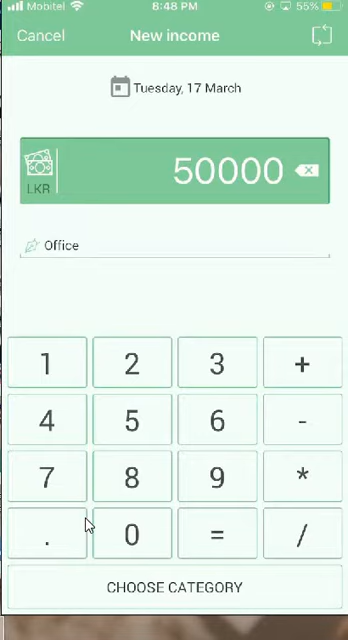 Mobitel 8:48 PM 55%
Cancel New income
Tuesday, 17 March
50000
LKR
Office
1 2 3 +
4 5 6 -
7 8 9 *
. 0 = /
CHOOSE CATEGORY